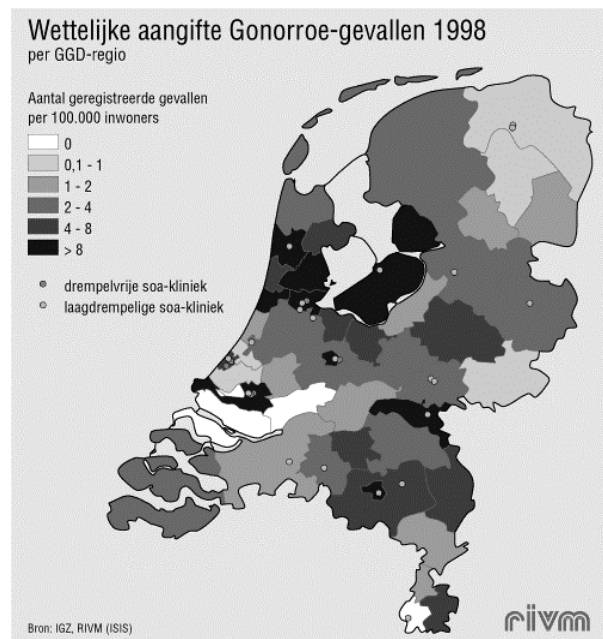 Wettelijke aangifte Gonorroe-gevallen 1998
per GGD-regio
Aantal geregistreerde gevallen
per 100.000 inwoners
0
0,1 - 1
1 - 2
2 - 4
4 - 8
> 8
drempelvrije soa-kliniek
laagdrempelige soa-kliniek
Bron: IGZ, RIVM (ISIS)
rivm